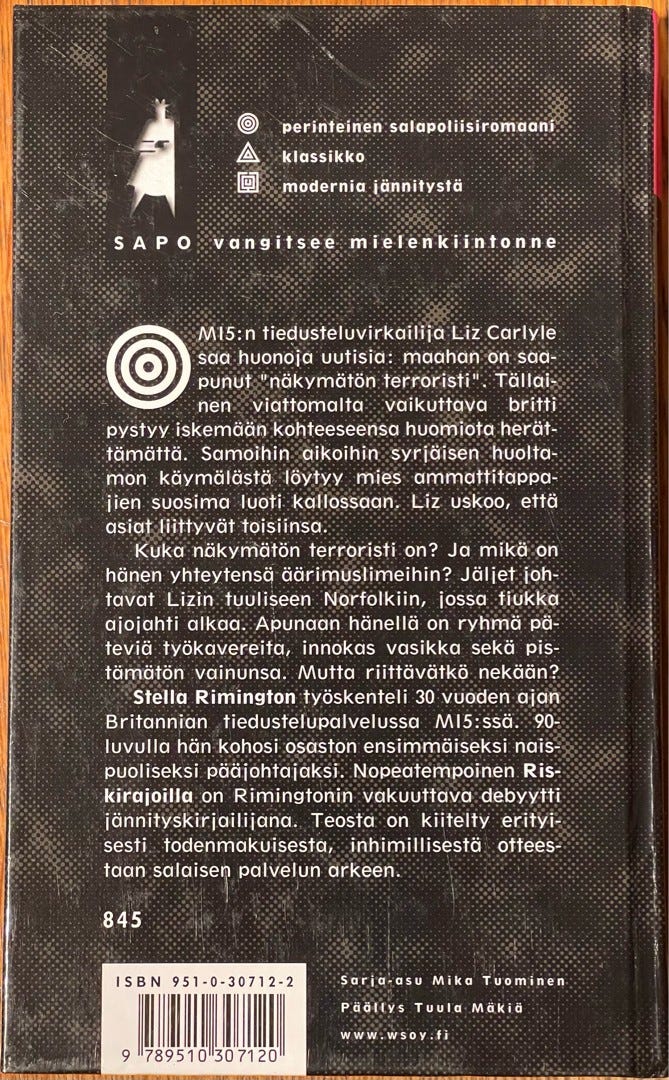 perinteinen salapoliisiromaani
klassikko
modernia jännitystä
SAPO vangitsee mielenkiintonne
MI5:n tiedusteluvirkailija Liz Carlyle
saa huonoja uutisia: maahan on saa-
punut "näkymätön terroristi". Tällai-
nen viattomalta vaikuttava britti
pystyy iskemään kohteeseensa huomiota herät-
tämättä. Samoihin aikoihin syrjäisen huolta-
mon käymälästä löytyy mies ammattitappa-
jien suosima luoti kallossaan. Liz uskoo, että
asiat liittyvät toisiinsa.
Kuka näkymätön terroristi on? Ja mikä on
hänen yhteytensä äärimuslimeihin? Jäljet joh-
tavat Lizin tuuliseen Norfolkiin, jossa tiukka
ajojahti alkaa. Apunaan hänellä on ryhmä pä-
teviä työkavereita, innokas vasikka sekä pis-
tämätön vainunsa. Mutta riittävätkö nekään?
Stella Rimington työskenteli 30 vuoden ajan
Britannian tiedustelupalvelussa MI5:ssä. 90-
luvulla hän kohosi osaston ensimmäiseksi nais-
puoliseksi pääjohtajaksi. Nopeatempoinen Ris-
kirajoilla on Rimingtonin vakuuttava debyytti
jännityskirjailijana. Teosta on kiitelty erityi-
sesti todenmakuisesta, inhimillisestä ottees-
taan salaisen palvelun arkeen.
845
ISBN 951-0-30712-2
9 789510 307120
Sarja-asu Mika Tuominen
Päällys Tuula Mäkiä
www.wsoy.fi